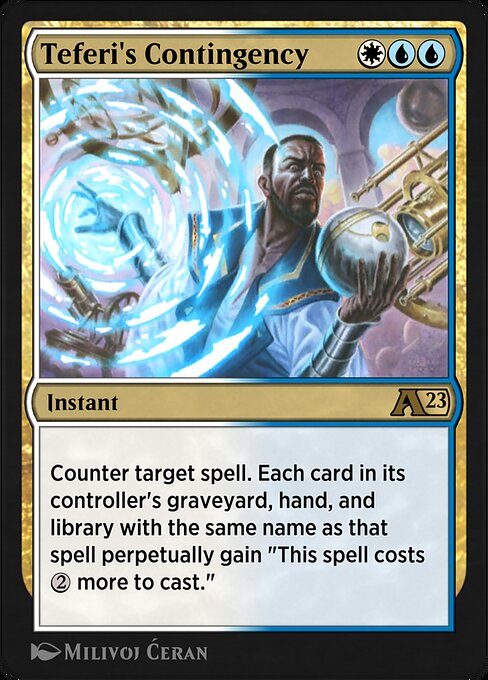 Teferi's Contingency
Instant
A23
Counter target spell. Each card in its
controller's graveyard, hand, and
library with the same name as that
spell perpetually gain "This spell costs
2 more to cast."
Milivoj Ćeran